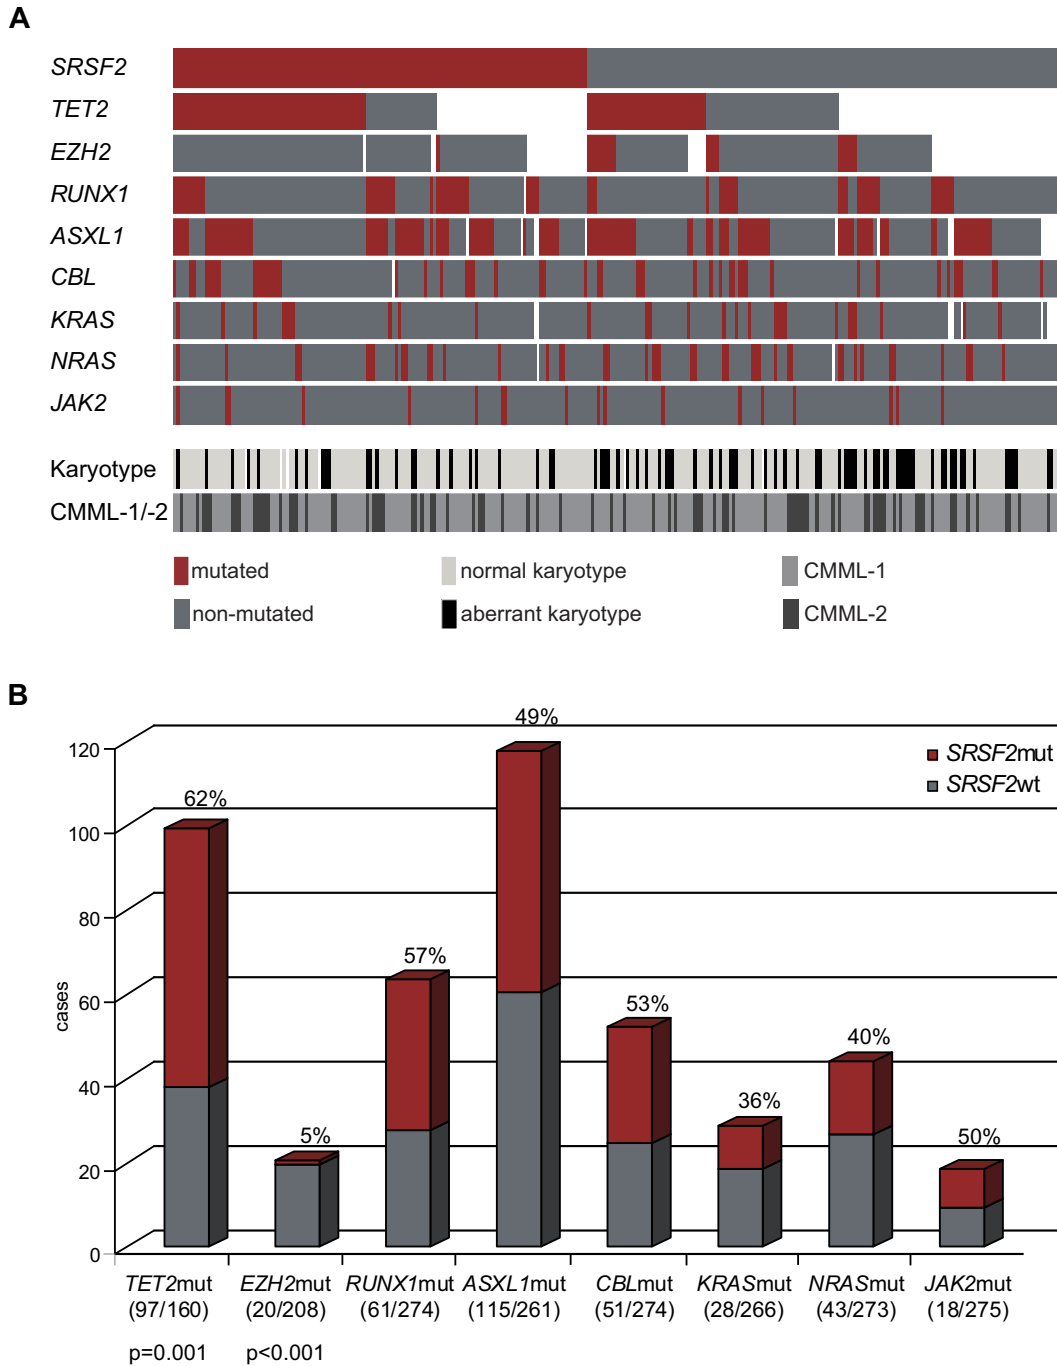 A
SRSF2
TET2
EZH2
RUNX1
ASXL1
CBL
KRAS
NRAS
JAK2
Karyotype
CMML-1/-2
mutated
normal karyotype
CMML-1
non-mutated
aberrant karyotype
CMML-2
B
SRSF2mut
SRSF2wt
cases
120
100
80
60
40
20
0
62%
5%
57%
49%
53%
36%
40%
50%
TET2mut EZH2mut RUNX1mut ASXL1mut CBLmut KRASmut NRASmut JAK2mut
(97/160) (20/208) (61/274) (115/261) (51/274) (28/266) (43/273) (18/275)
p=0.001 p<0.001